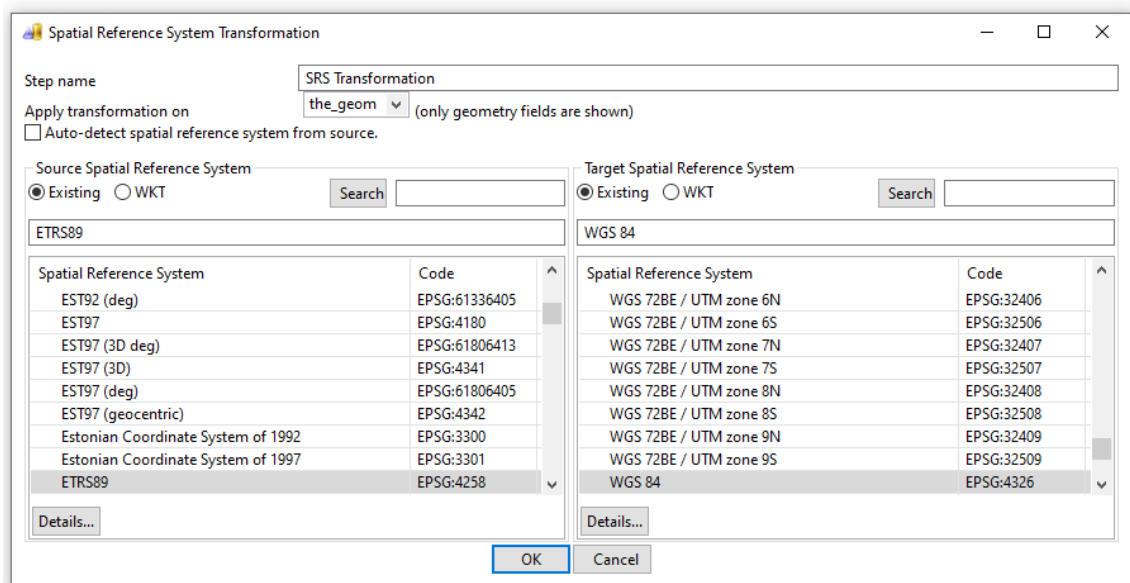 Spatial Reference System Transformation
Step name SRS Transformation
Apply transformation on the_geom (only geometry fields are shown)
Auto-detect spatial reference system from source.
Source Spatial Reference System
Existing WKT Search
ETRS89
Spatial Reference System Code
EST92 (deg) EPSG:61336405
EST97 EPSG:4180
EST97 (3D deg) EPSG:61806413
EST97 (3D) EPSG:4341
EST97 (deg) EPSG:61806405
EST97 (geocentric) EPSG:4342
Estonian Coordinate System of 1992 EPSG:3300
Estonian Coordinate System of 1997 EPSG:3301
ETRS89 EPSG:4258
Details...
Target Spatial Reference System
Existing WKT Search
WGS 84
Spatial Reference System Code
WGS 72BE / UTM zone 6N EPSG:32406
WGS 72BE / UTM zone 6S EPSG:32506
WGS 72BE / UTM zone 7N EPSG:32407
WGS 72BE / UTM zone 7S EPSG:32507
WGS 72BE / UTM zone 8N EPSG:32408
WGS 72BE / UTM zone 8S EPSG:32508
WGS 72BE / UTM zone 9N EPSG:32409
WGS 72BE / UTM zone 9S EPSG:32509
WGS 84 EPSG:4326
Details...
OK Cancel